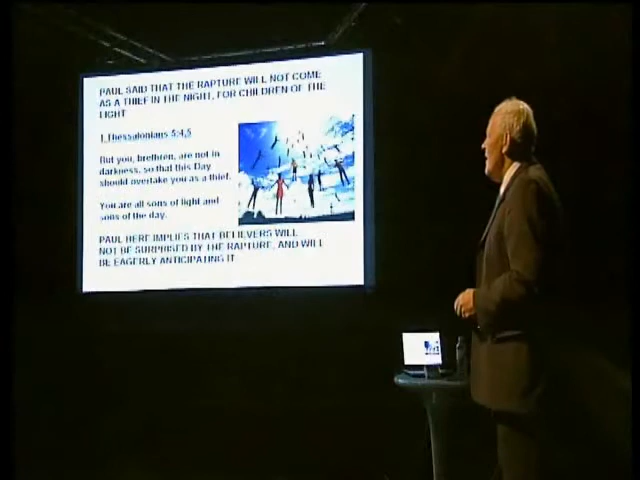 PAUL SAID THAT THE RAPTURE WILL NOT COME
AS A THIEF IN THE NIGHT, FOR CHILDREN OF THE
LIGHT
1 Thessalonians 5:4,5
But you, brethren, are not in
darkness, so that this Day
should overtake you as a thief.
You are all sons of light and
sons of the day.
PAUL HERE IMPLIES THAT BELIEVERS WILL
NOT BE SURPRISED BY THE RAPTURE, AND WILL
BE EAGERLY ANTICIPATING IT